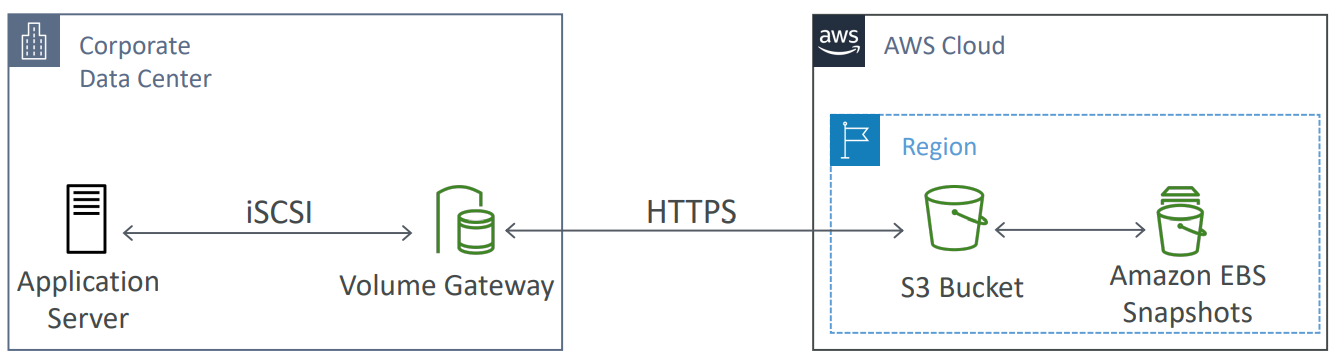 Corporate
Data Center
aws
AWS Cloud
Region
iSCSI
HTTPS
Application
Server
Volume Gateway
S3 Bucket
Amazon EBS
Snapshots